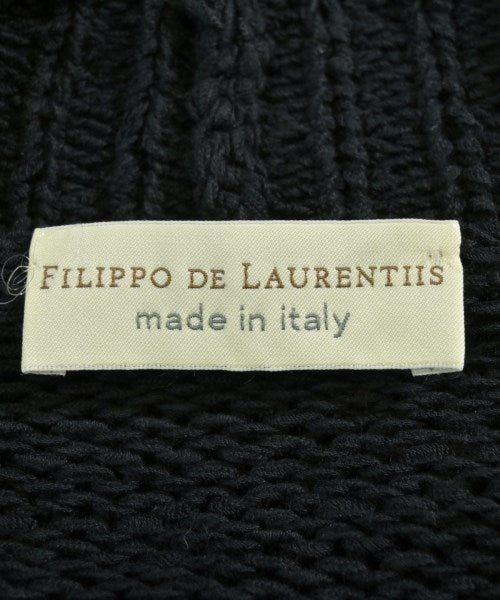 FILIPPO DE LAURENTIIS
made in italy